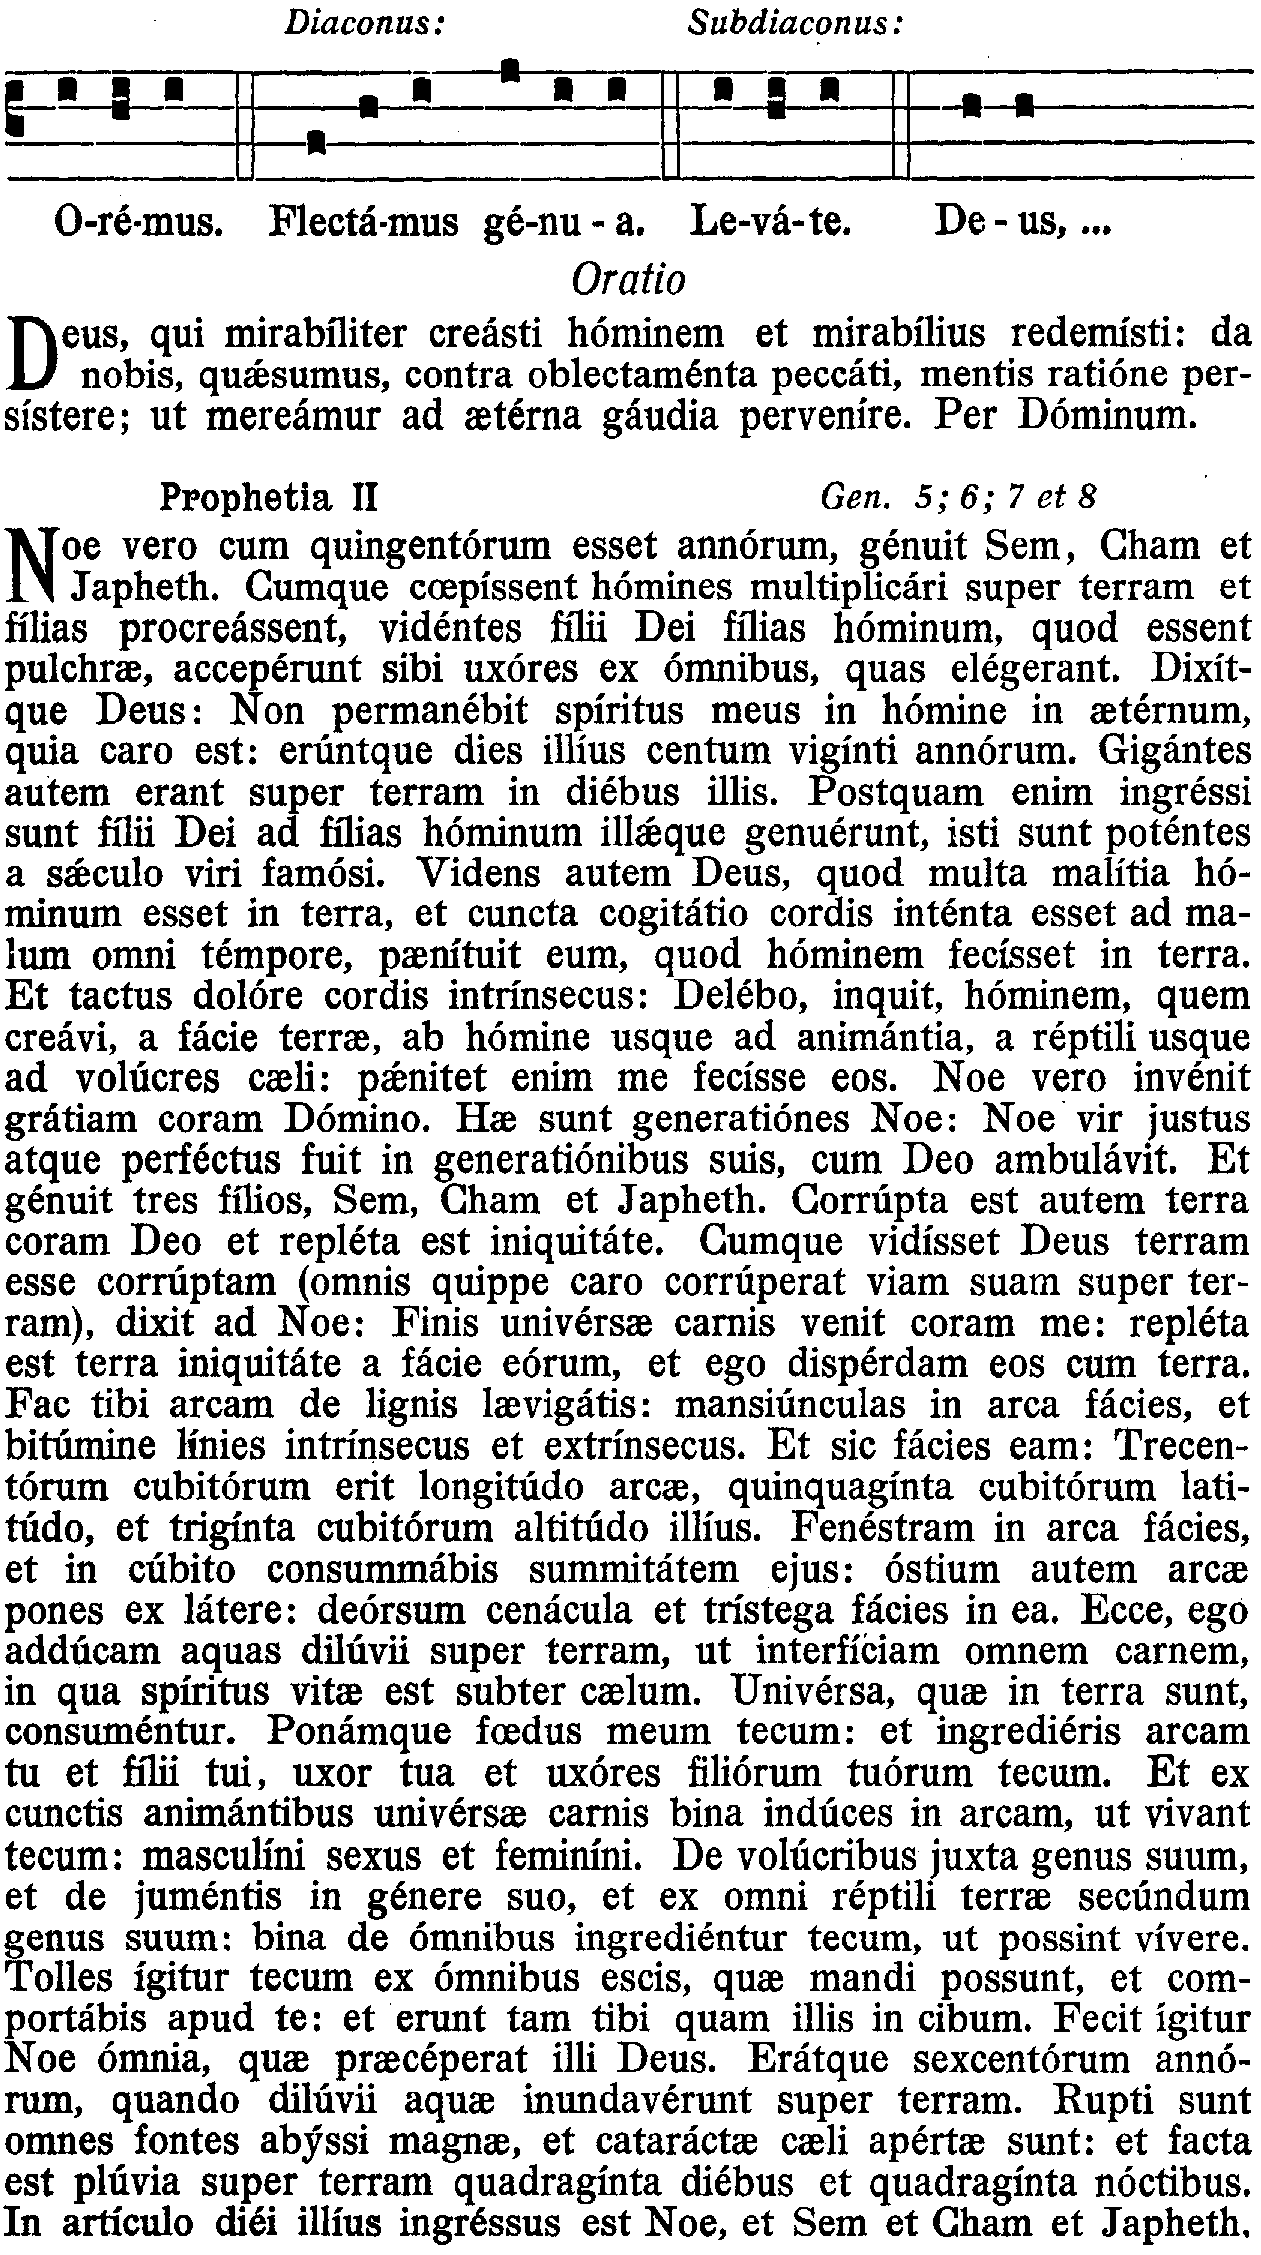 Diaconus: Subdiaconus:
O-ré-mus. Flectá-mus gé-nu - a. Le-vá-te. De - us, ...
Oratio
Deus, qui mirabíliter creásti hóminem et mirabílius redemísti: da
nobis, quǽsumus, contra oblectaménta peccáti, mentis ratióne per-
sístere; ut mereámur ad ætérna gáudia perveníre. Per Dóminum.
Prophetia II Gen. 5; 6; 7 et 8
Noe vero cum quingentórum esset annórum, génuit Sem, Cham et
Japheth. Cumque cœpíssent hómines multiplicári super terram et
fílias procreássent, vidéntes fílii Dei fílias hóminum, quod essent
pulchræ, accepérunt sibi uxóres ex ómnibus, quas elégerant. Dixít-
que Deus: Non permanébit spíritus meus in hómine in ætérnum,
quia caro est: erúntque dies illíus centum vigínti annórum. Gigántes
autem erant super terram in diébus illis. Postquam enim ingréssi
sunt fílii Dei ad fílias hóminum illǽque genuérunt, isti sunt poténtes
a sǽculo viri famósi. Videns autem Deus, quod multa malítia hó-
minum esset in terra, et cuncta cogitátio cordis inténta esset ad ma-
lum omni témpore, pænítuit eum, quod hóminem fecísset in terra.
Et tactus dolóre cordis intrínsecus: Delébo, inquit, hóminem, quem
creávi, a fácie terræ, ab hómine usque ad animántia, a réptili usque
ad volúcres cæli: pǽnitet enim me fecísse eos. Noe vero invénit
grátiam coram Dómino. Hæ sunt generatiónes Noe: Noe vir justus
atque perféctus fuit in generatiónibus suis, cum Deo ambulávit. Et
génuit tres fílios, Sem, Cham et Japheth. Corrúpta est autem terra
coram Deo et repléta est iniquitáte. Cumque vidísset Deus terram
esse corrúptam (omnis quippe caro corrúperat viam suam super ter-
ram), dixit ad Noe: Finis univérsæ carnis venit coram me: repléta
est terra iniquitáte a fácie eórum, et ego dispérdam eos cum terra.
Fac tibi arcam de lignis lævigátis: mansiúnculas in arca fácies, et
bitúmine línies intrínsecus et extrínsecus. Et sic fácies eam: Trecen-
tórum cubitórum erit longitúdo arcæ, quinquagínta cubitórum lati-
túdo, et trigínta cubitórum altitúdo illíus. Fenéstram in arca fácies,
et in cúbito consummábis summitátem ejus: óstium autem arcæ
pones ex látere: deórsum cenácula et trístega fácies in ea. Ecce, ego
addúcam aquas dilúvii super terram, ut interfíciam omnem carnem,
in qua spíritus vitæ est subter cælum. Univérsa, quæ in terra sunt,
consuméntur. Ponámque fœdus meum tecum: et ingrediéris arcam
tu et fílii tui, uxor tua et uxóres filiórum tuórum tecum. Et ex
cunctis animántibus univérsæ carnis bina indúces in arcam, ut vivant
tecum: masculíni sexus et feminíni. De volúcribus juxta genus suum,
et de juméntis in génere suo, et ex omni réptili terræ secúndum
genus suum: bina de ómnibus ingrediéntur tecum, ut possint vívere.
Tolles ígitur tecum ex ómnibus escis, quæ mandi possunt, et com-
portábis apud te: et erunt tam tibi quam illis in cibum. Fecit ígitur
Noe ómnia, quæ præcéperat illi Deus. Erátque sexcentórum annó-
rum, quando dilúvii aquæ inundavérunt super terram. Rupti sunt
omnes fontes abýssi magnæ, et cataráctæ cæli apértæ sunt: et facta
est plúvia super terram quadragínta diébus et quadragínta nóctibus.
In artículo diéi illíus ingréssus est Noe, et Sem et Cham et Japheth,